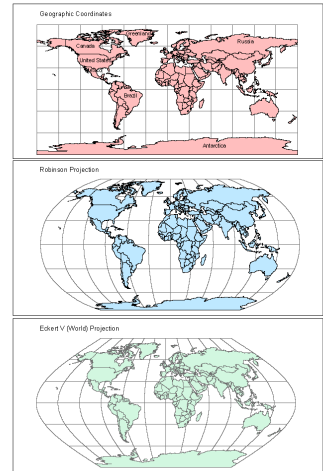 Geographic Coordinates
Greenland
Russia
Canada
United States
Brazil
Antarctica
Robinson Projection
Eckert V (World) Projection